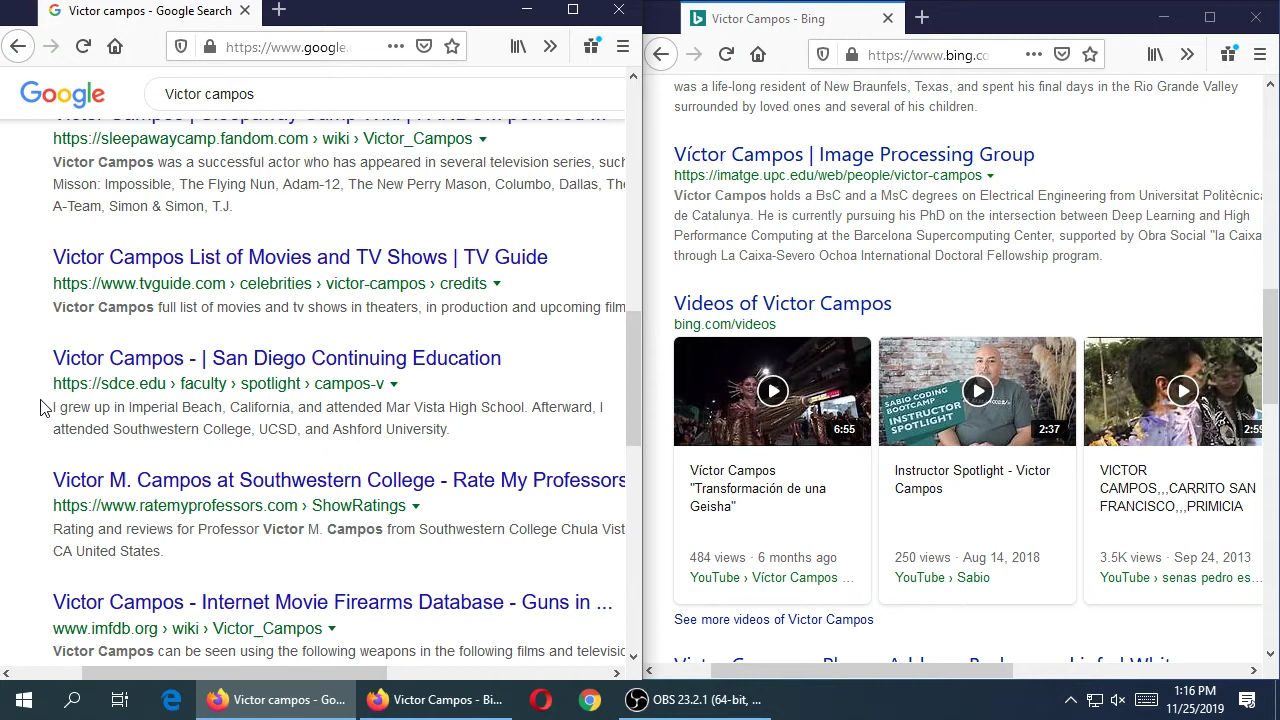 Victor campos - Google Search
https://www.google.
Google
Victor campos
https://sleepawaycamp.fandom.com › wiki › Victor_Campos
Victor Campos was a successful actor who has appeared in several television series, such
Misson: Impossible, The Flying Nun, Adam-12, The New Perry Mason, Columbo, Dallas, The
A-Team, Simon & Simon, T.J.
Victor Campos List of Movies and TV Shows | TV Guide
https://www.tvguide.com › celebrities › victor-campos › credits
Victor Campos full list of movies and tv shows in theaters, in production and upcoming film
Victor Campos - | San Diego Continuing Education
https://sdce.edu › faculty › spotlight › campos-v
I grew up in Imperial Beach, California, and attended Mar Vista High School. Afterward, I
attended Southwestern College, UCSD, and Ashford University.
Victor M. Campos at Southwestern College - Rate My Professors
https://www.ratemyprofessors.com › ShowRatings
Rating and reviews for Professor Victor M. Campos from Southwestern College Chula Vist
CA United States.
Victor Campos - Internet Movie Firearms Database - Guns in ...
www.imfdb.org › wiki › Victor_Campos
Victor Campos can be seen using the following weapons in the following films and televisio
Victor Campos - Bing
https://www.bing.co
was a life-long resident of New Braunfels, Texas, and spent his final days in the Rio Grande Valley
surrounded by loved ones and several of his children.
Víctor Campos | Image Processing Group
https://imatge.upc.edu/web/people/victor-campos
Víctor Campos holds a BsC and a MsC degrees on Electrical Engineering from Universitat Politècnica
de Catalunya. He is currently pursuing his PhD on the intersection between Deep Learning and High
Performance Computing at the Barcelona Supercomputing Center, supported by Obra Social "la Caixa
through La Caixa-Severo Ochoa International Doctoral Fellowship program.
Videos of Victor Campos
bing.com/videos
6:55
SABIO CODING
BOOTCAMP
INSTRUCTOR
SPOTLIGHT
2:37
2:59
Víctor Campos
"Transformación de una
Geisha"
484 views · 6 months ago
YouTube › Víctor Campos ...
Instructor Spotlight - Victor
Campos
250 views · Aug 14, 2018
YouTube › Sabio
VICTOR
CAMPOS,,,CARRITO SAN
FRANCISCO,,,PRIMICIA
3.5K views · Sep 24, 2013
YouTube › senas pedro es...
See more videos of Victor Campos
Victor campos - Go...
Victor Campos - Bi...
OBS 23.2.1 (64-bit, ...
1:16 PM
11/25/2019